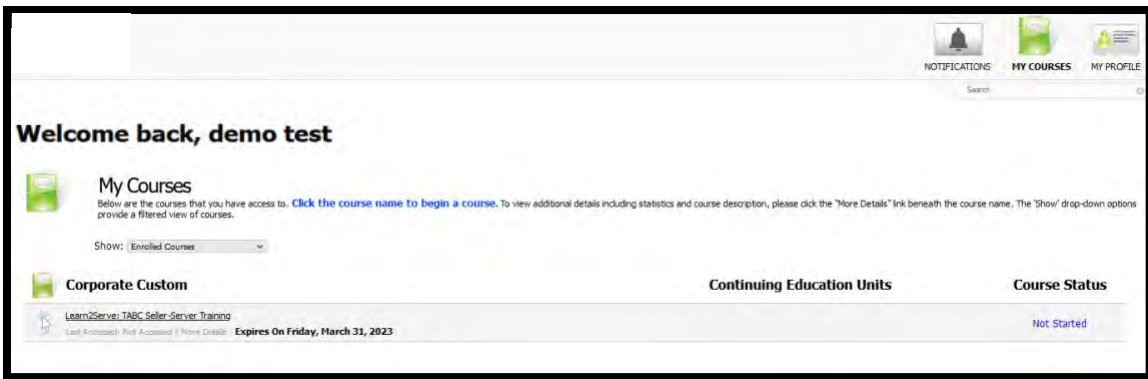 NOTIFICATIONS MY COURSES MY PROFILE
Search
Welcome back, demo test
My Courses
Below are the courses that you have access to. Click the course name to begin a course. To view additional details including statistics and course description, please click the "More Details" link beneath the course name. The 'Show' drop-down options
provide a filtered view of courses.
Show: Enrolled Courses
Corporate Custom Continuing Education Units Course Status
Learn2Serve: TABC Seller-Server Training
Last Accessed: Not Accessed | More Details Expires On Friday, March 31, 2023
Not Started